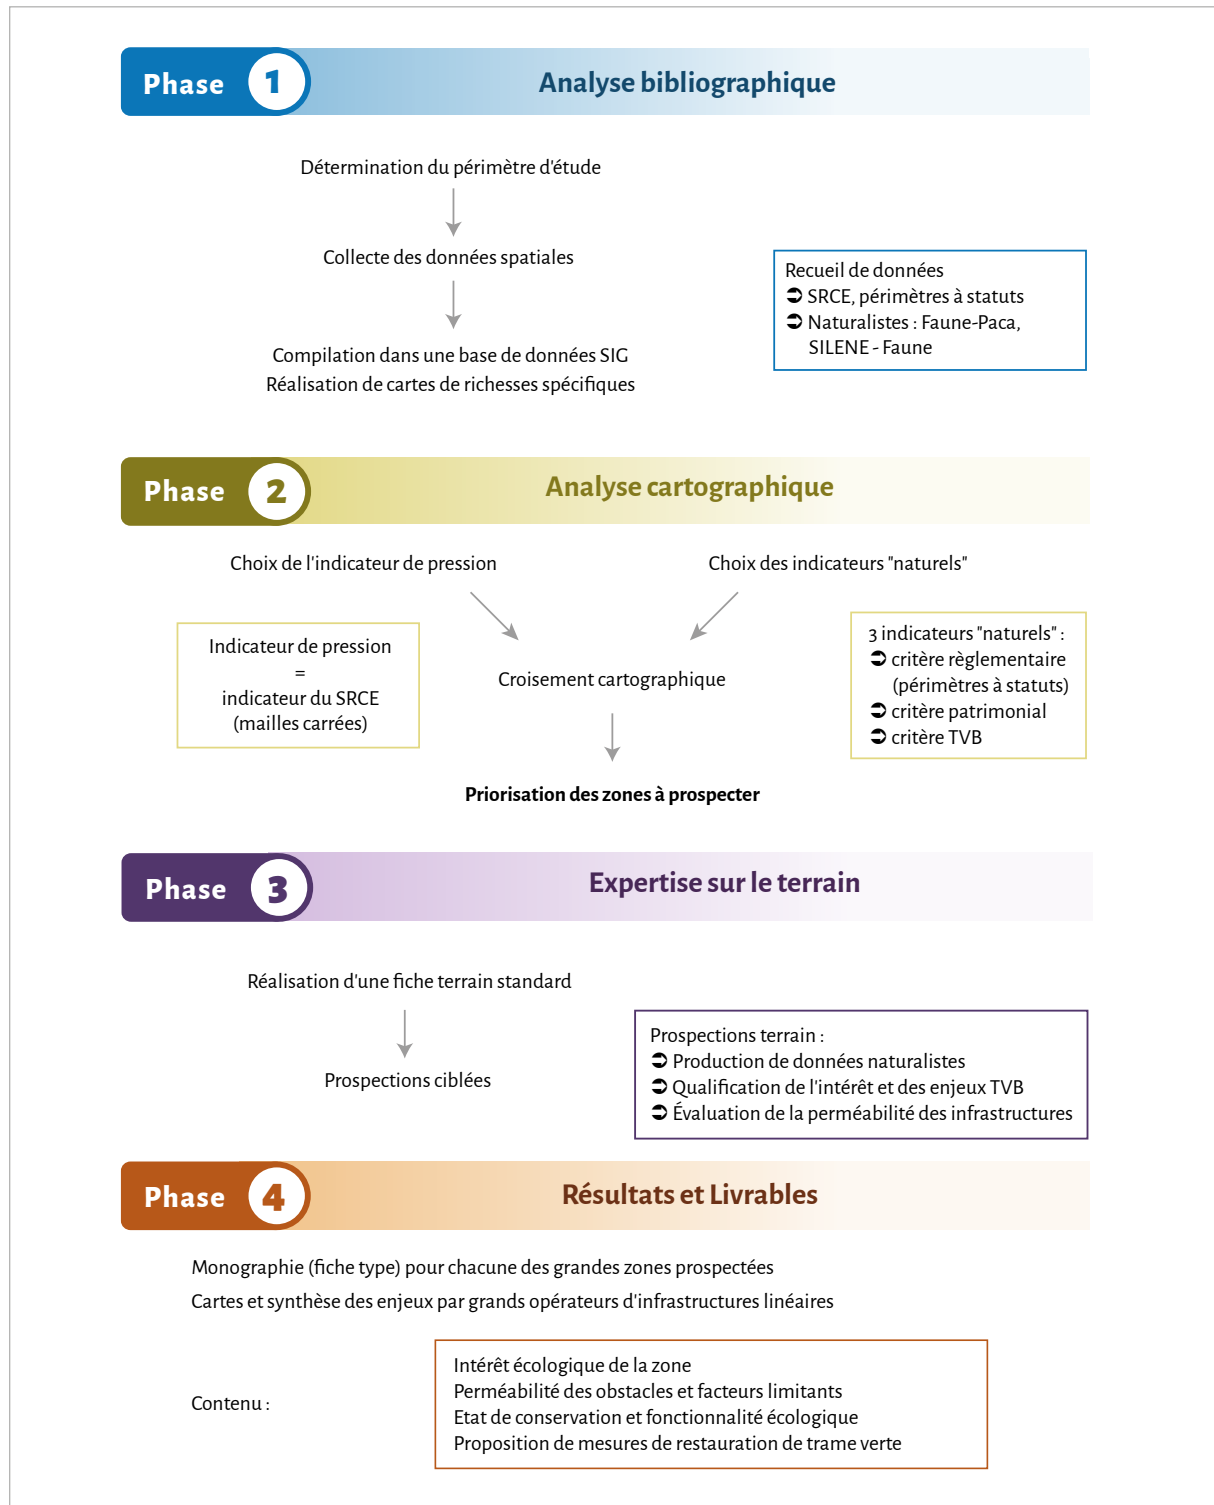 Phase 1
Analyse bibliographique
Détermination du périmètre d'étude
Collecte des données spatiales
Compilation dans une base de données SIG
Réalisation de cartes de richesses spécifiques
Recueil de données
➲ SRCE, périmètres à statuts
➲ Naturalistes : Faune-Paca,
SILENE - Faune
Phase 2
Analyse cartographique
Choix de l'indicateur de pression
Choix des indicateurs "naturels"
Indicateur de pression
=
indicateur du SRCE
(mailles carrées)
Croisement cartographique
3 indicateurs "naturels" :
➲ critère règlementaire
(périmètres à statuts)
➲ critère patrimonial
➲ critère TVB
Priorisation des zones à prospecter
Phase 3
Expertise sur le terrain
Réalisation d'une fiche terrain standard
Prospections ciblées
Prospections terrain :
➲ Production de données naturalistes
➲ Qualification de l'intérêt et des enjeux TVB
➲ Évaluation de la perméabilité des infrastructures
Phase 4
Résultats et Livrables
Monographie (fiche type) pour chacune des grandes zones prospectées
Cartes et synthèse des enjeux par grands opérateurs d'infrastructures linéaires
Contenu :
Intérêt écologique de la zone
Perméabilité des obstacles et facteurs limitants
Etat de conservation et fonctionnalité écologique
Proposition de mesures de restauration de trame verte